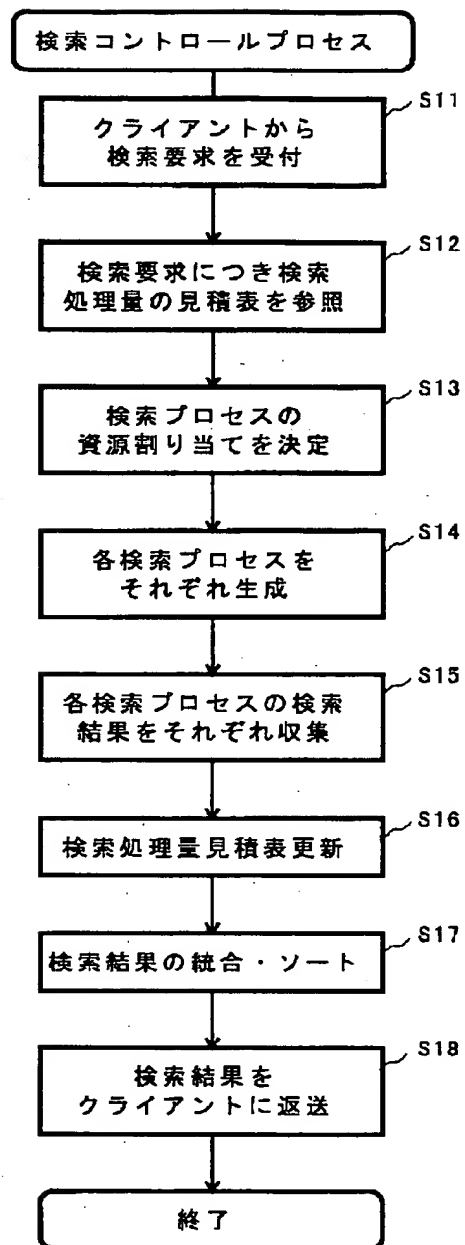 検索コントロールプロセス
S11
クライアントから
検索要求を受付
S12
検索要求につき検索
処理量の見積表を参照
S13
検索プロセスの
資源割り当てを決定
S14
各検索プロセスを
それぞれ生成
S15
各検索プロセスの検索
結果をそれぞれ収集
S16
検索処理量見積表更新
S17
検索結果の統合・ソート
S18
検索結果を
クライアントに返送
終了